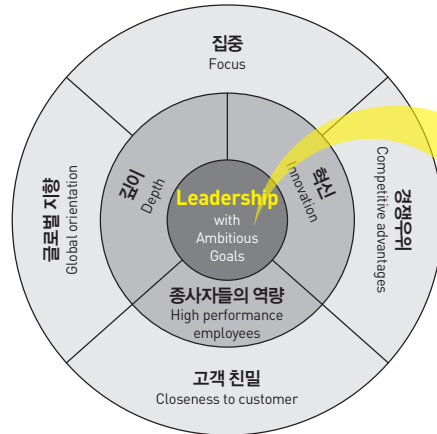 집중
Focus
글로벌 지향
Global orientation
깊이
Depth
혁신
Innovation
경쟁우위
Competitive advantages
Leadership
with
Ambitious
Goals
종사자들의 역량
High performance
employees
고객 친밀
Closeness to customer